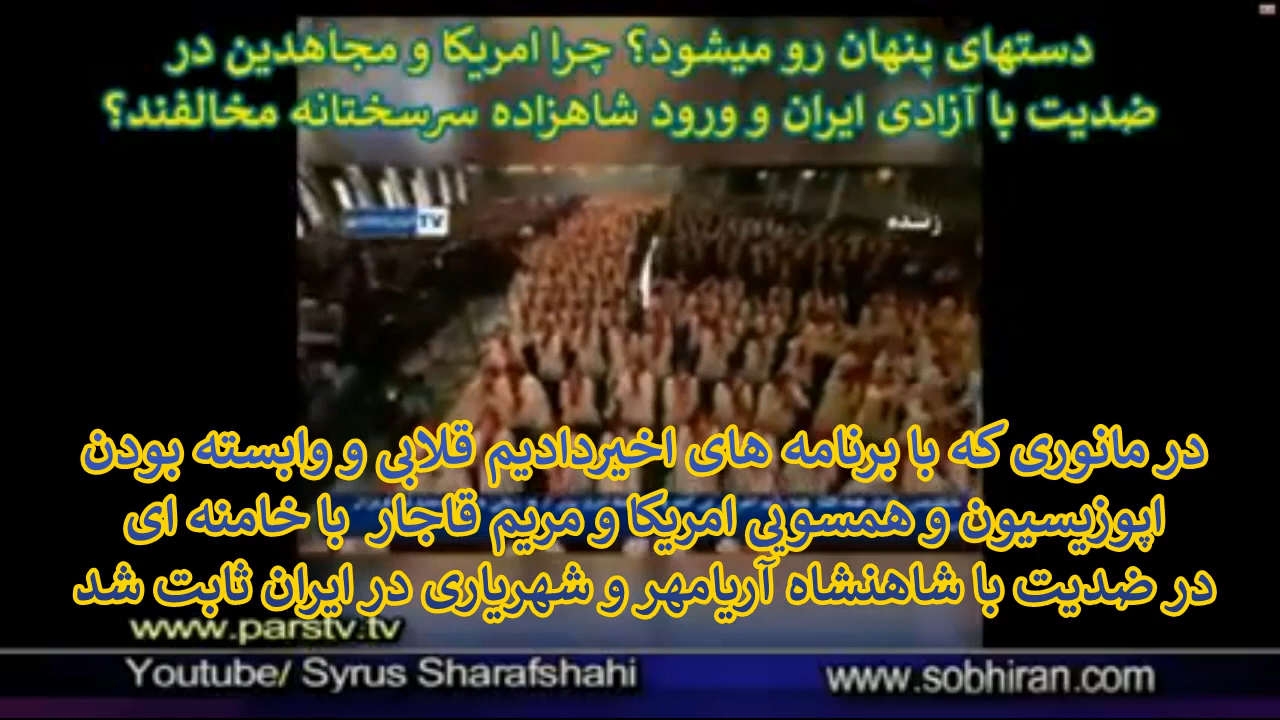 دستهای پنهان رو میشود؟ چرا امریکا و مجاهدین در
ضدیت با آزادی ایران و ورود شاهزاده سرسختانه مخالفند؟
TV
زنده
در مانوری که با برنامه های اخیردادیم قلابی و وابسته بودن
اپوزیسیون و همسویی امریکا و مریم قاجار با خامنه ای
در ضدیت با شاهنشاه آریامهر و شهریاری در ایران ثابت شد
www.parstv.tv
Youtube/ Syrus Sharafshahi
www.sobhiran.com